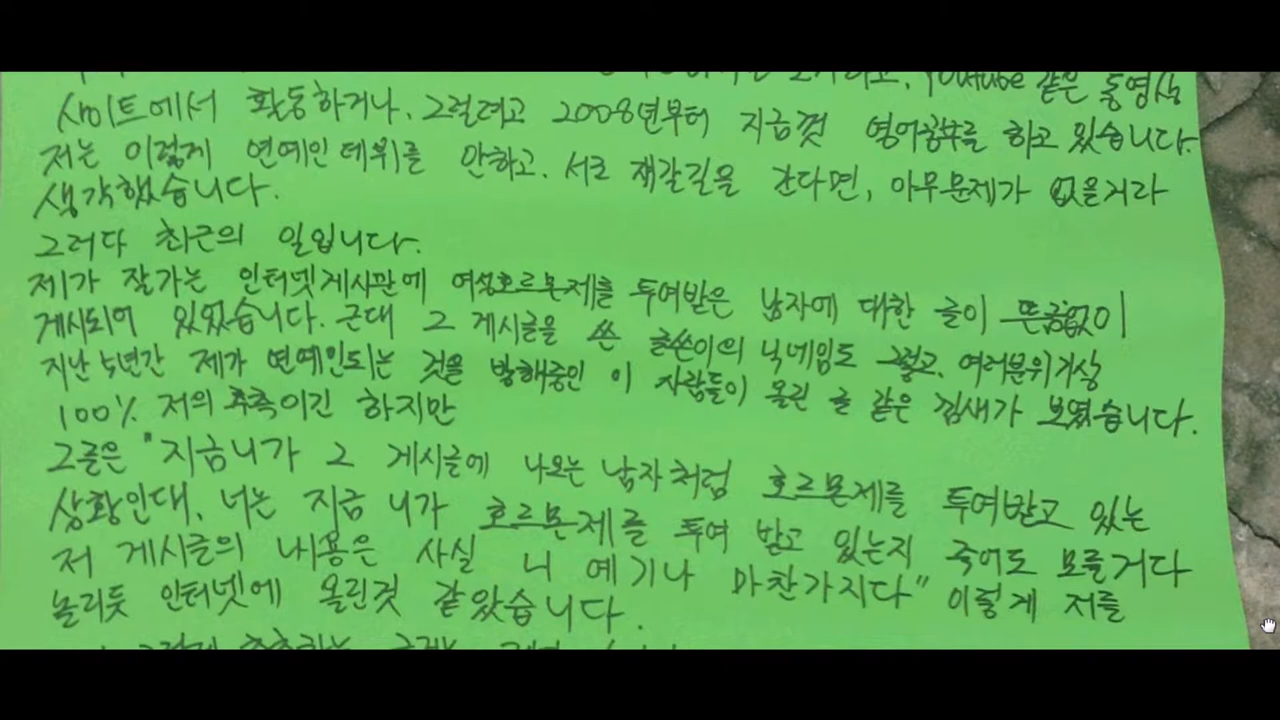 Youtube 같은 동영상
사이트에서 활동하거나, 그럴려고 2008년부터 지금껏 영어공부를 하고 있습니다.
저는 이렇게 연예인 데뷔를 안하고, 서로 재갈길을 간다면, 아무문제가 없을거라
생각했습니다.
그러다 최근의 일입니다.
제가 잘가는 인터넷게시판에 여성호르몬제를 투여받은 남자에 대한 글이 뜬금없이
게시되어 있었습니다. 근대 그 게시글을 쓴 글쓴이의 닉네임도 그렇고, 여러분위기상
지난 5년간 제가 연예인되는 것을 방해중인 이 사람들이 올린 글 같은 낌새가 보였습니다.
100% 저의 추측이긴 하지만
그글은 "지금 니가 그 게시글에 나오는 남자처럼 호르몬제를 투여받고 있는
상황인대, 너는 지금 니가 호르몬제를 투여 받고 있는지 죽어도 모를거다
저 게시글의 내용은 사실 니 예기나 마찬가지다" 이렇게 저를
놀리듯 인터넷에 올린것 같았습니다.